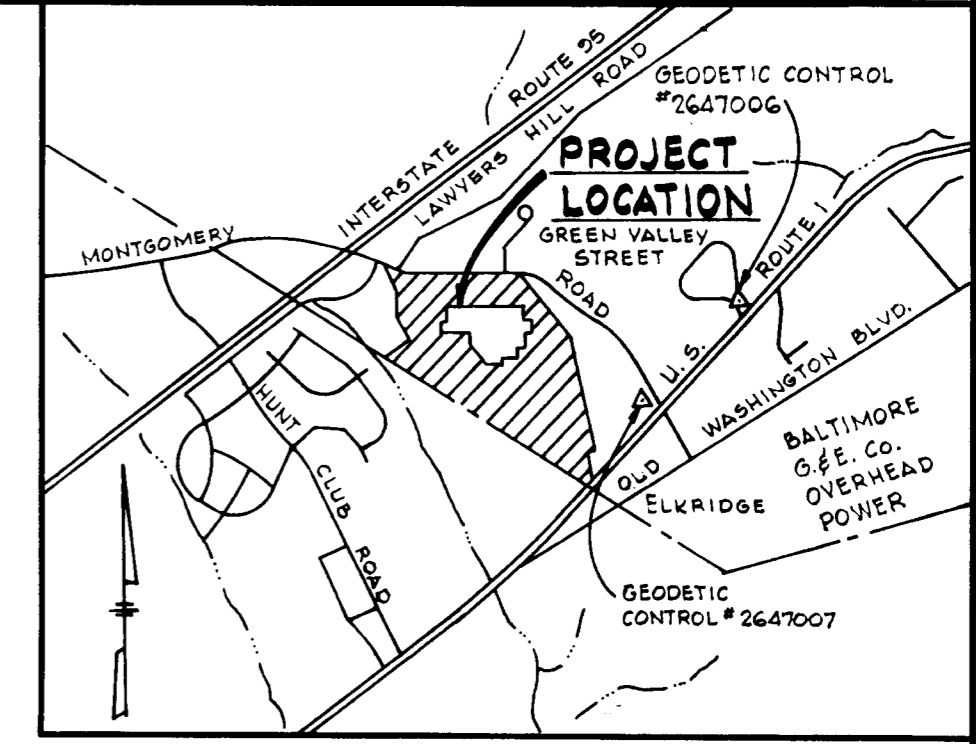 INTERSTATE ROUTE 95
LAWYERS HILL ROAD
GEODETIC CONTROL
#2647006
PROJECT
LOCATION
GREEN VALLEY
STREET
MONTGOMERY ROAD
U.S. ROUTE 1
OLD WASHINGTON BLVD.
HUNT CLUB ROAD
BALTIMORE
G.&E. Co.
OVERHEAD
POWER
ELKRIDGE
GEODETIC
CONTROL # 2647007